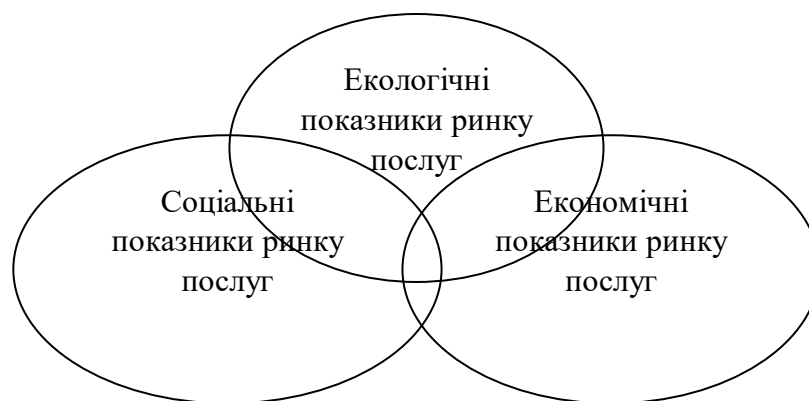 Екологічні
показники ринку
послуг
Соціальні
показники ринку
послуг
Економічні
показники ринку
послуг